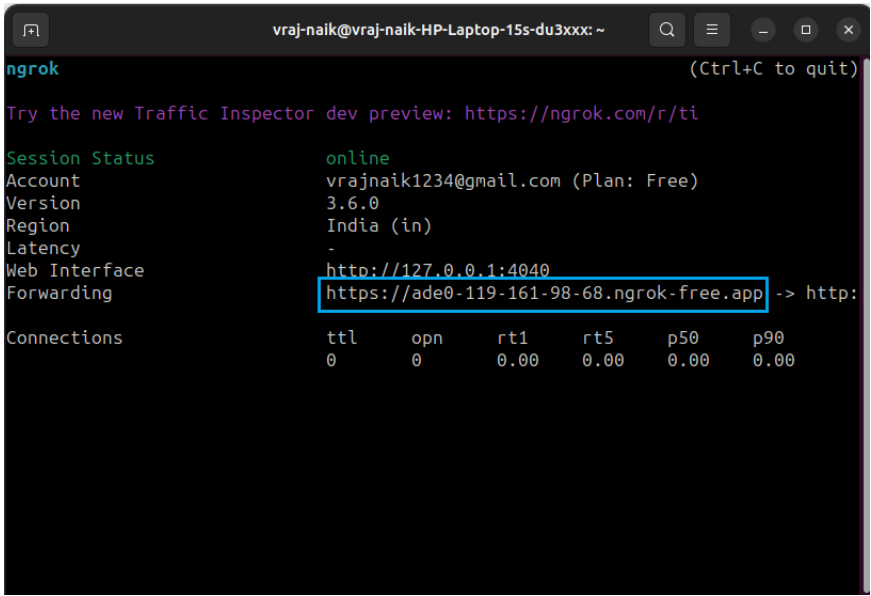 vraj-naik@vraj-naik-HP-Laptop-15s-du3xxx: ~
ngrok (Ctrl+C to quit)
Try the new Traffic Inspector dev preview: https://ngrok.com/r/ti
Session Status online
Account vrajnaik1234@gmail.com (Plan: Free)
Version 3.6.0
Region India (in)
Latency -
Web Interface http://127.0.0.1:4040
Forwarding https://ade0-119-161-98-68.ngrok-free.app -> http:
Connections ttl opn rt1 rt5 p50 p90
0 0 0.00 0.00 0.00 0.00